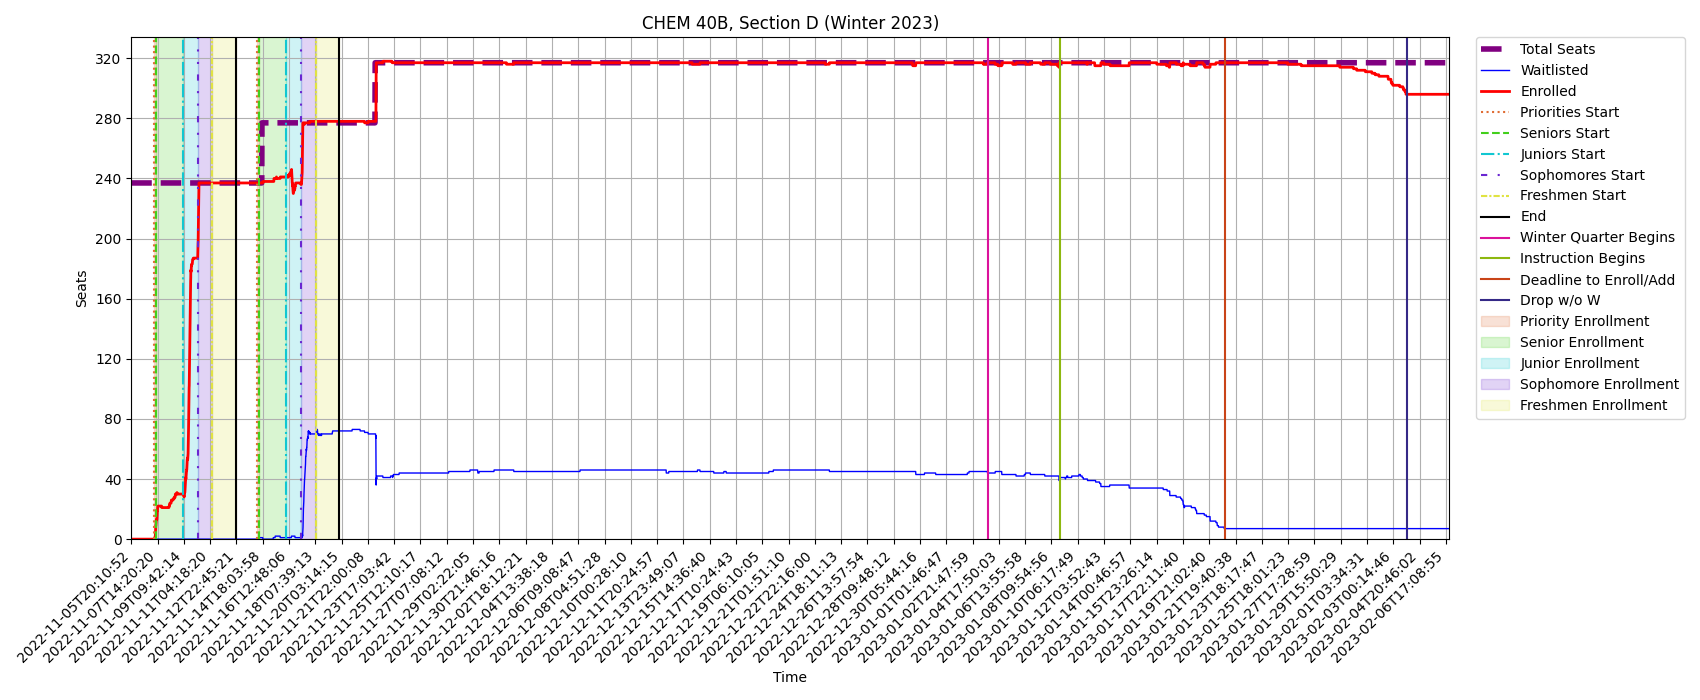 CHEM 40B, Section D (Winter 2023)
Seats
320
280
240
200
160
120
80
40
0
2022-11-05T20:10:52
2022-11-07T14:20:20
2022-11-09T09:42:14
2022-11-11T04:18:20
2022-11-12T22:45:21
2022-11-14T18:03:58
2022-11-16T12:48:06
2022-11-18T07:39:13
2022-11-20T03:14:15
2022-11-21T22:00:08
2022-11-23T17:03:42
2022-11-25T12:10:17
2022-11-27T07:08:12
2022-11-29T02:22:05
2022-11-30T21:46:16
2022-12-02T18:12:21
2022-12-04T13:38:18
2022-12-06T09:08:47
2022-12-08T04:51:28
2022-12-10T00:28:10
2022-12-11T20:24:57
2022-12-13T23:49:07
2022-12-15T14:36:40
2022-12-17T10:24:43
2022-12-19T06:10:05
2022-12-21T01:51:10
2022-12-22T22:16:00
2022-12-24T18:11:13
2022-12-26T13:57:54
2022-12-28T09:48:12
2022-12-30T05:44:16
2023-01-01T01:46:47
2023-01-02T21:47:59
2023-01-04T17:50:03
2023-01-06T13:55:58
2023-01-08T09:54:56
2023-01-10T06:17:49
2023-01-12T03:52:43
2023-01-14T00:46:57
2023-01-15T23:26:14
2023-01-17T22:11:40
2023-01-19T21:02:40
2023-01-21T19:40:38
2023-01-23T18:17:47
2023-01-25T18:01:23
2023-01-27T17:28:59
2023-01-29T15:50:29
2023-02-01T03:34:31
2023-02-03T00:14:46
2023-02-04T20:46:02
2023-02-06T17:08:55
Time
Total Seats
Waitlisted
Enrolled
Priorities Start
Seniors Start
Juniors Start
Sophomores Start
Freshmen Start
End
Winter Quarter Begins
Instruction Begins
Deadline to Enroll/Add
Drop w/o W
Priority Enrollment
Senior Enrollment
Junior Enrollment
Sophomore Enrollment
Freshmen Enrollment